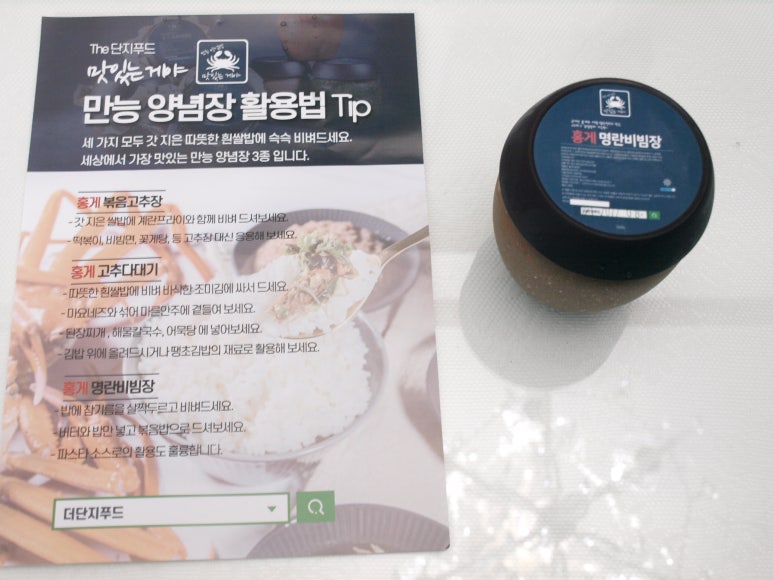 The 단지푸드
맛있는거야
맛있는거야
만능 양념장 활용법 Tip
세 가지 모두 갓 지은 따뜻한 흰쌀밥에 슥슥 비벼드세요.
세상에서 가장 맛있는 만능 양념장 3종 입니다.
홍게 볶음고추장
- 갓 지은 쌀밥에 계란프라이와 함께 비벼 드셔보세요.
- 떡볶이, 비빔면, 꽃게탕, 등 고추장 대신 응용해 보세요.
홍게 고추다대기
- 따뜻한 흰쌀밥에 비벼 바삭한 조미김에 싸서 드세요.
- 마요네즈와 섞어 마른안주에 곁들여 보세요.
- 된장찌개 , 해물칼국수, 어묵탕 에 넣어보세요.
- 김밥 위에 올려드시거나 땡초김밥의 재료로 활용해 보세요.
홍게 명란비빔장
- 밥에 참기름을 살짝두르고 비벼드세요.
- 버터와 밥만 넣고 볶음밥으로 드셔보세요.
- 파스타 소스로의 활용도 훌륭합니다.
더단지푸드
홍게 명란비빔장